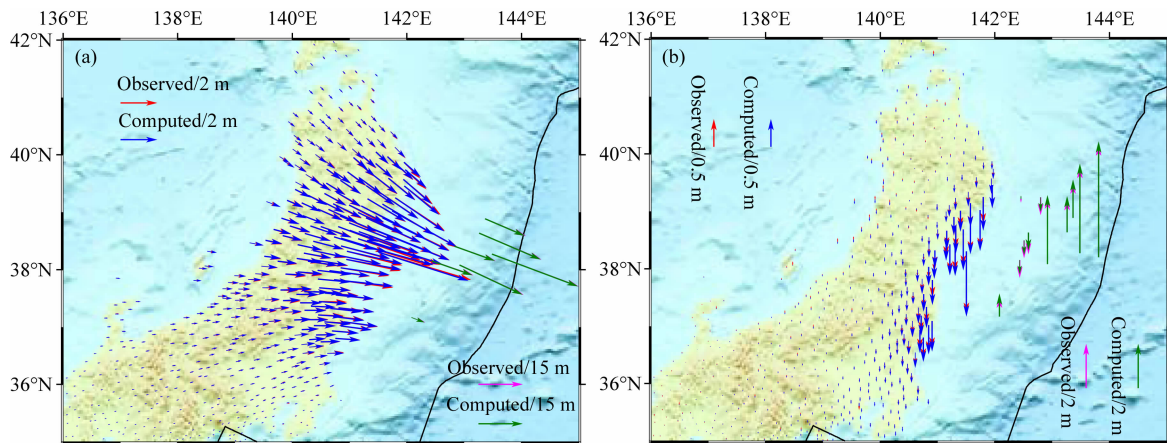 136°E 138°E 140°E 142°E 144°E
136°E 138°E 140°E 142°E 144°E
42°N
40°N
38°N
36°N
(a)
Observed/2 m
Computed/2 m
Observed/15 m
Computed/15 m
42°N
40°N
38°N
36°N
(b)
Computed/0.5 m
Observed/0.5 m
Computed/2 m
Observed/2 m